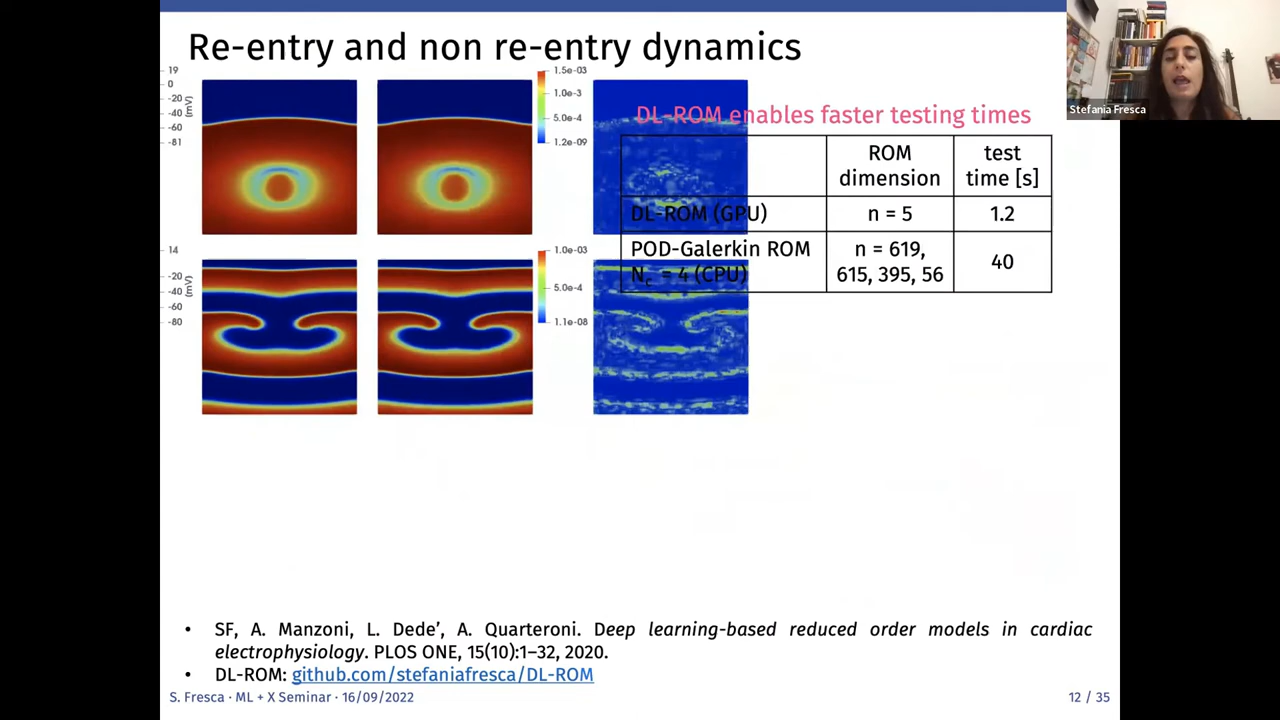 Re-entry and non re-entry dynamics
Stefania Fresca
19
0
-20
-40
-60
-81
(mV)
1.5e-03
1.0e-3
5.0e-4
1.2e-09
DL-ROM enables faster testing times
ROM dimension
test time [s]
DL-ROM (GPU)
n = 5
1.2
POD-Galerkin ROM
Nc = 4 (CPU)
n = 619,
615, 395, 56
40
14
-20
-40
-60
-80
(mV)
1.0e-03
5.0e-4
1.1e-08
• SF, A. Manzoni, L. Dede’, A. Quarteroni. Deep learning-based reduced order models in cardiac
electrophysiology. PLOS ONE, 15(10):1–32, 2020.
• DL-ROM: github.com/stefaniafresca/DL-ROM
S. Fresca · ML + X Seminar · 16/09/2022
12 / 35